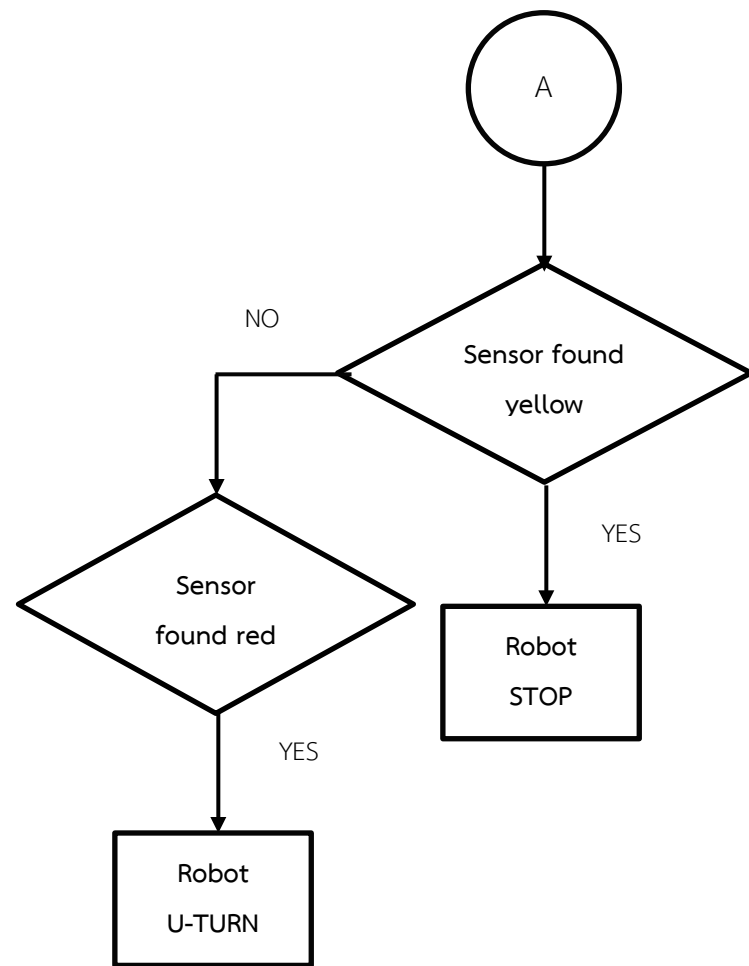 A
NO
Sensor found
yellow
YES
Sensor
found red
Robot
STOP
YES
Robot
U-TURN